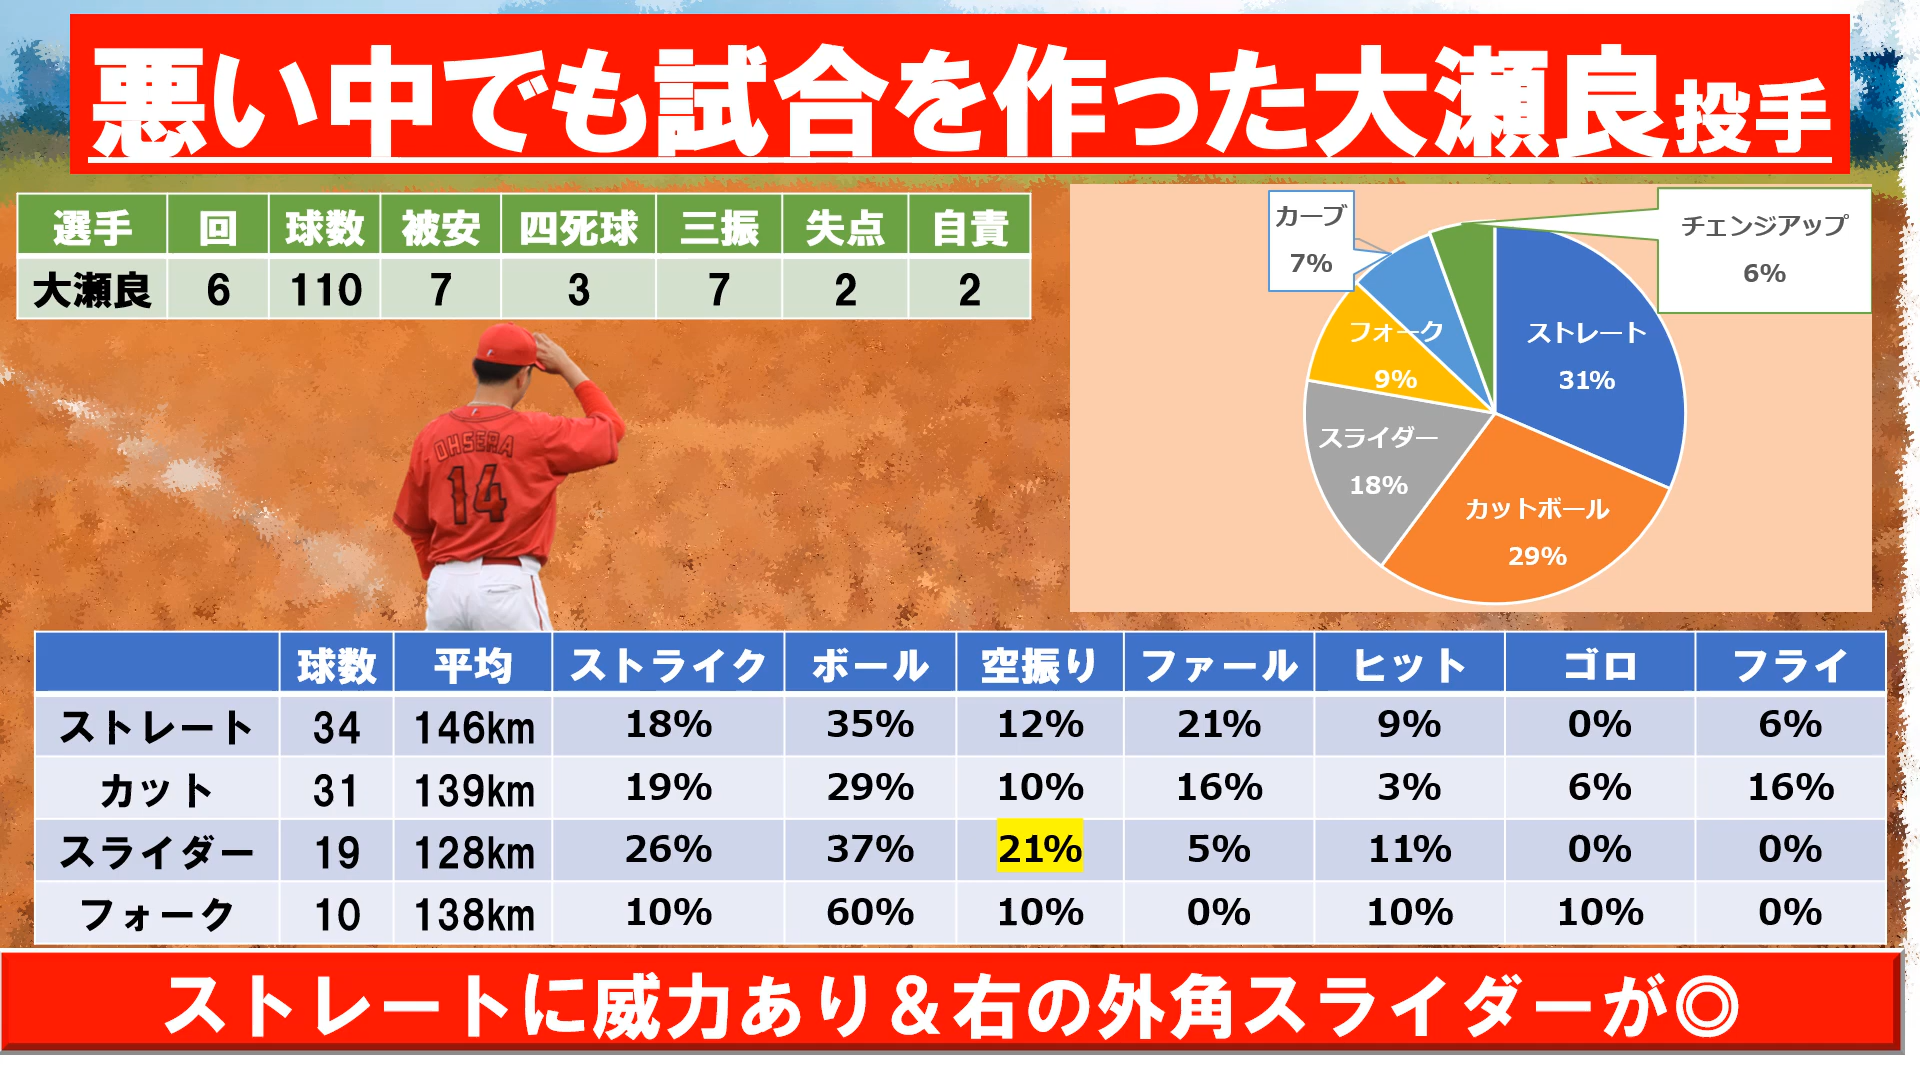 悪い中でも試合を作った大瀬良投手
選手 回 球数 被安 四死球 三振 失点 自責
大瀬良 6 110 7 3 7 2 2
カーブ
7%
チェンジアップ
6%
フォーク
9%
ストレート
31%
スライダー
18%
カットボール
29%
OHSERA
14
球数 平均 ストライク ボール 空振り ファール ヒット ゴロ フライ
ストレート 34 146km 18% 35% 12% 21% 9% 0% 6%
カット 31 139km 19% 29% 10% 16% 3% 6% 16%
スライダー 19 128km 26% 37% 21% 5% 11% 0% 0%
フォーク 10 138km 10% 60% 10% 0% 10% 10% 0%
ストレートに威力あり＆右の外角スライダーが◎